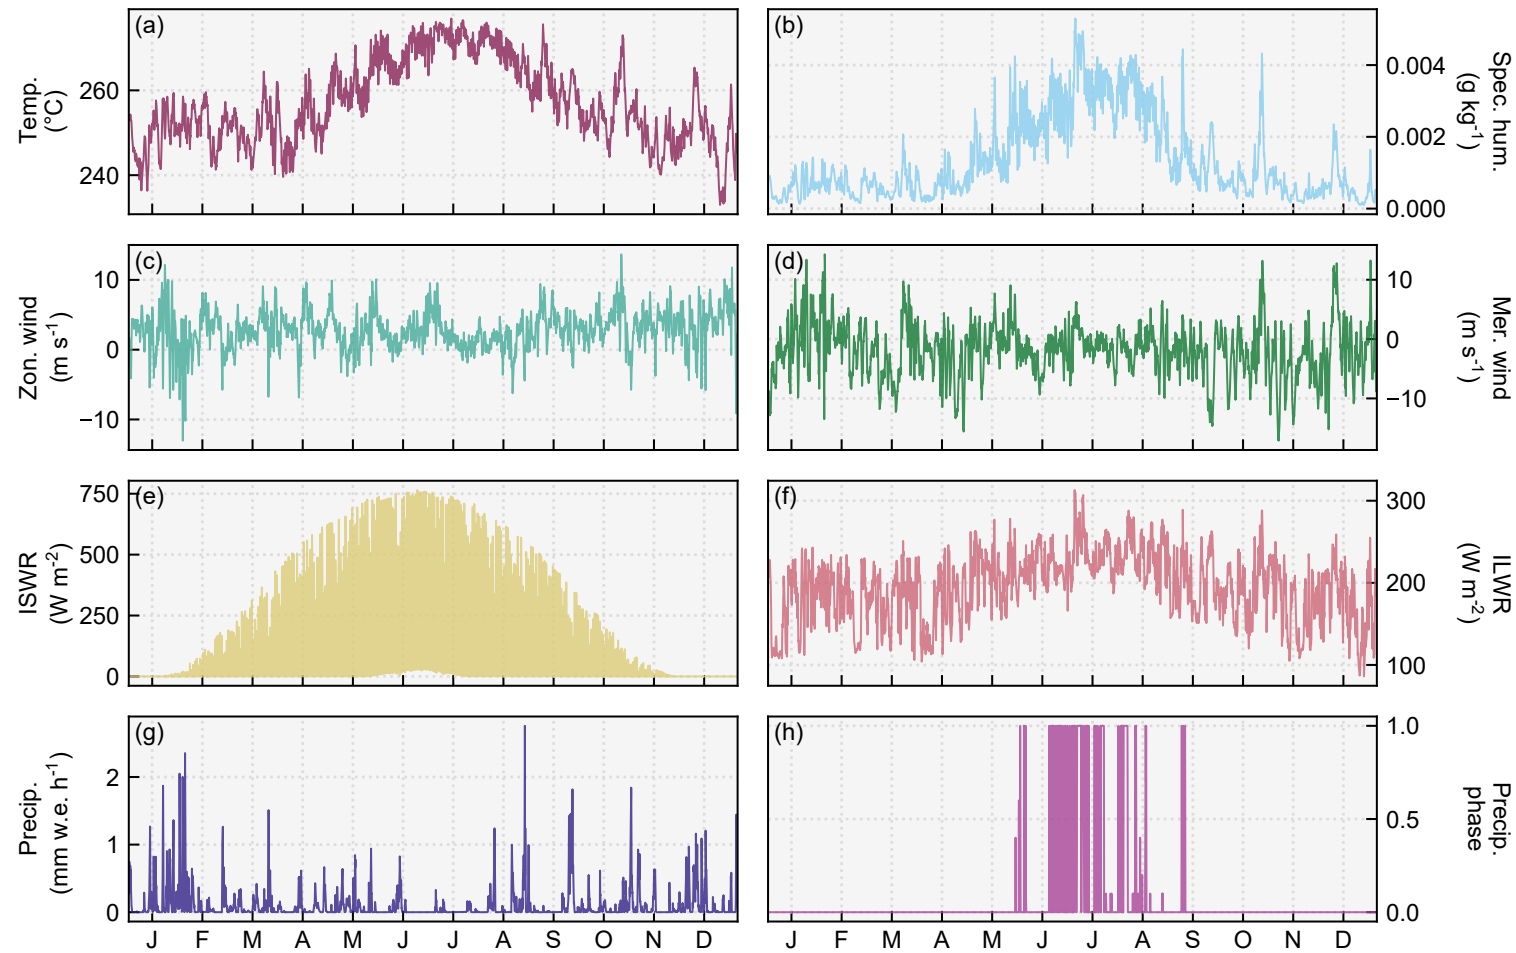 (a)
Temp.
(°C)
260
240
(b)
0.004
0.002
0.000
Spec. hum.
(g kg⁻¹)
(c)
Zon. wind
(m s⁻¹)
10
0
−10
(d)
10
0
−10
Mer. wind
(m s⁻¹)
(e)
ISWR
(W m⁻²)
750
500
250
0
(f)
300
200
100
ILWR
(W m⁻²)
(g)
Precip.
(mm w.e. h⁻¹)
2
1
0
J F M A M J J A S O N D
(h)
1.0
0.5
0.0
Precip.
phase
J F M A M J J A S O N D